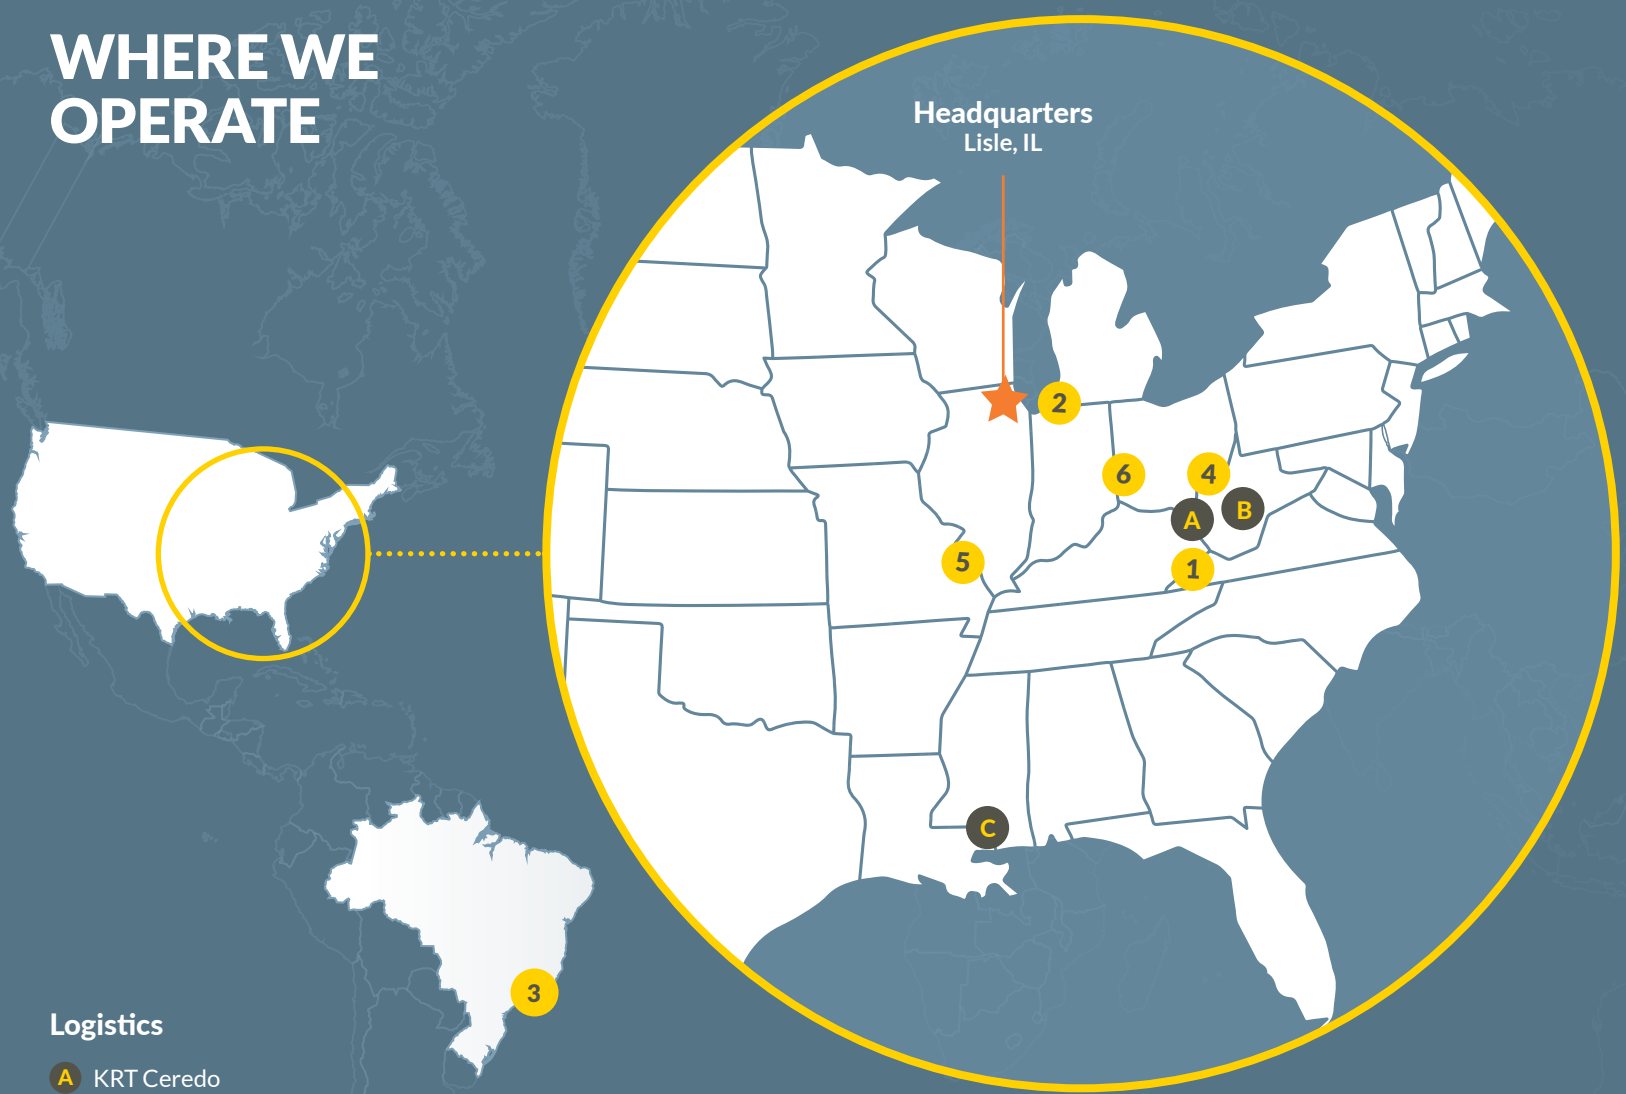 WHERE WE
OPERATE
Headquarters
Lisle, IL
2
6
4
A
B
5
1
C
3
Logistics
A KRT Ceredo